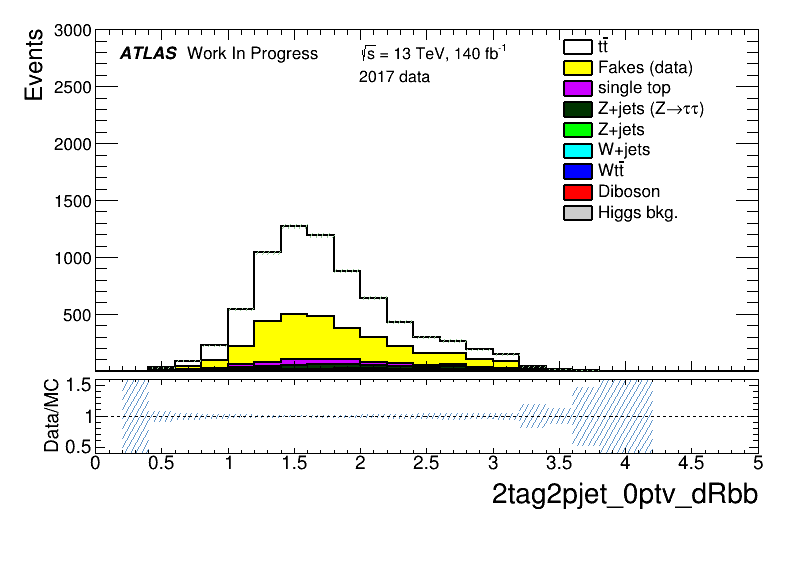 Events
3000
2500
2000
1500
1000
500
ATLAS Work In Progress
√s = 13 TeV, 140 fb⁻¹
2017 data
tt̄
Fakes (data)
single top
Z+jets (Z→ττ)
Z+jets
W+jets
Wtt̄
Diboson
Higgs bkg.
Data/MC
1.5
1
0.5
0 0.5 1 1.5 2 2.5 3 3.5 4 4.5 5
2tag2pjet_0ptv_dRbb